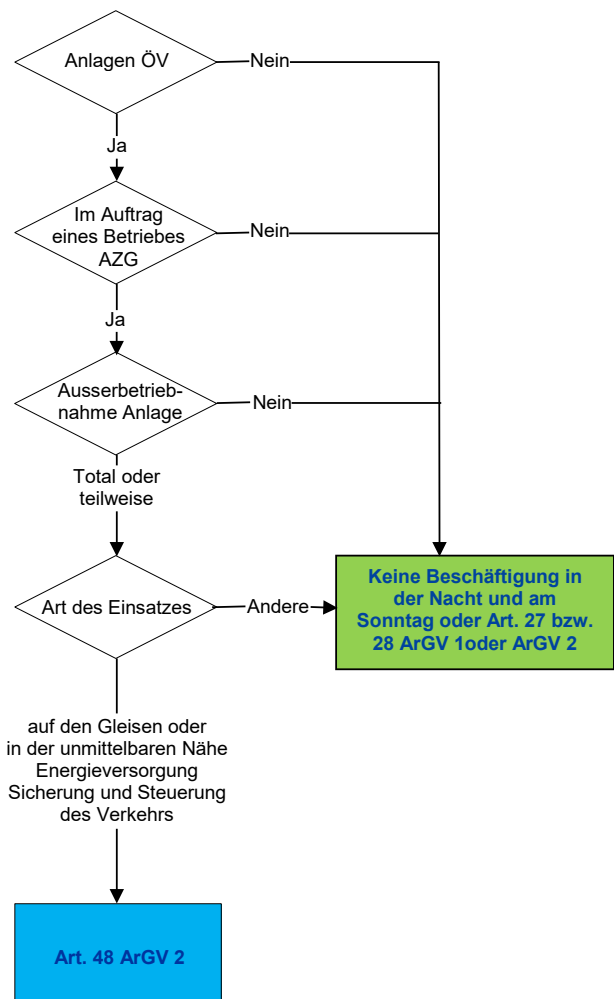 Anlagen ÖV
Nein
Ja
Im Auftrag
eines Betriebes
AZG
Nein
Ja
Ausserbetrieb-
nahme Anlage
Nein
Total oder
teilweise
Art des Einsatzes
Andere
Keine Beschäftigung in
der Nacht und am
Sonntag oder Art. 27 bzw.
28 ArGV 1oder ArGV 2
auf den Gleisen oder
in der unmittelbaren Nähe
Energieversorgung
Sicherung und Steuerung
des Verkehrs
Art. 48 ArGV 2